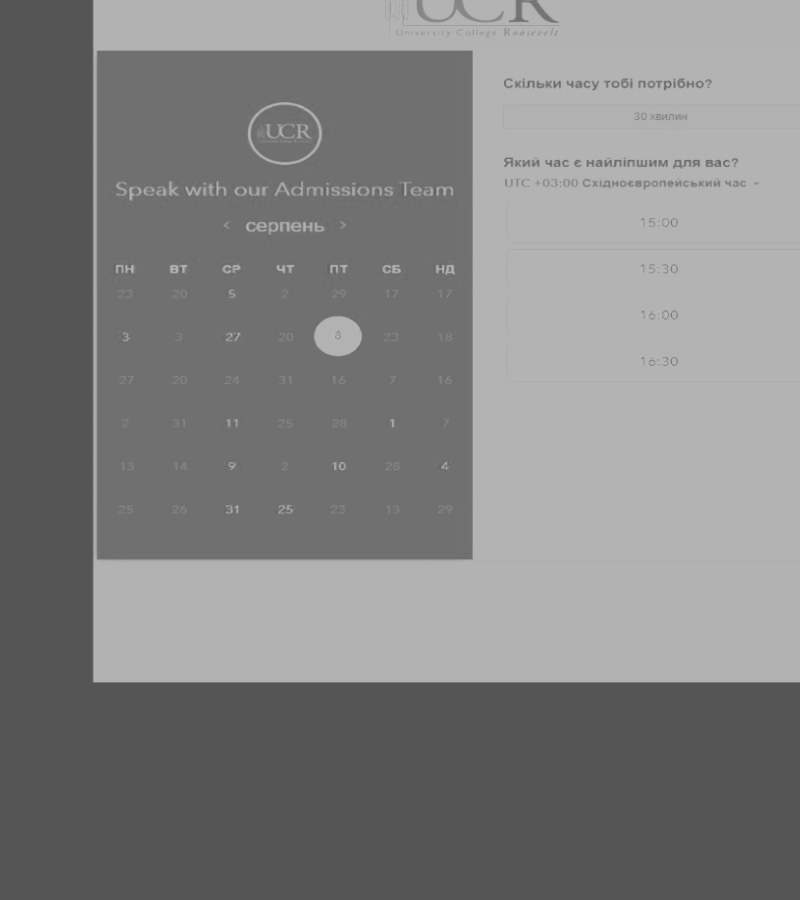 UCR
University College Roosevelt
UCR
Speak with our Admissions Team
< серпень >
ПН ВТ СР ЧТ ПТ СБ НД
23 20 5 2 29 17 17
3 3 27 20 8 23 18
27 20 24 31 16 7 16
2 31 11 25 28 1 7
13 14 9 2 10 28 4
25 26 31 25 23 13 29
Скільки часу тобі потрібно?
30 хвилин
Який час є найліпшим для вас?
UTC +03:00 Східноєвропейський час
15:00
15:30
16:00
16:30